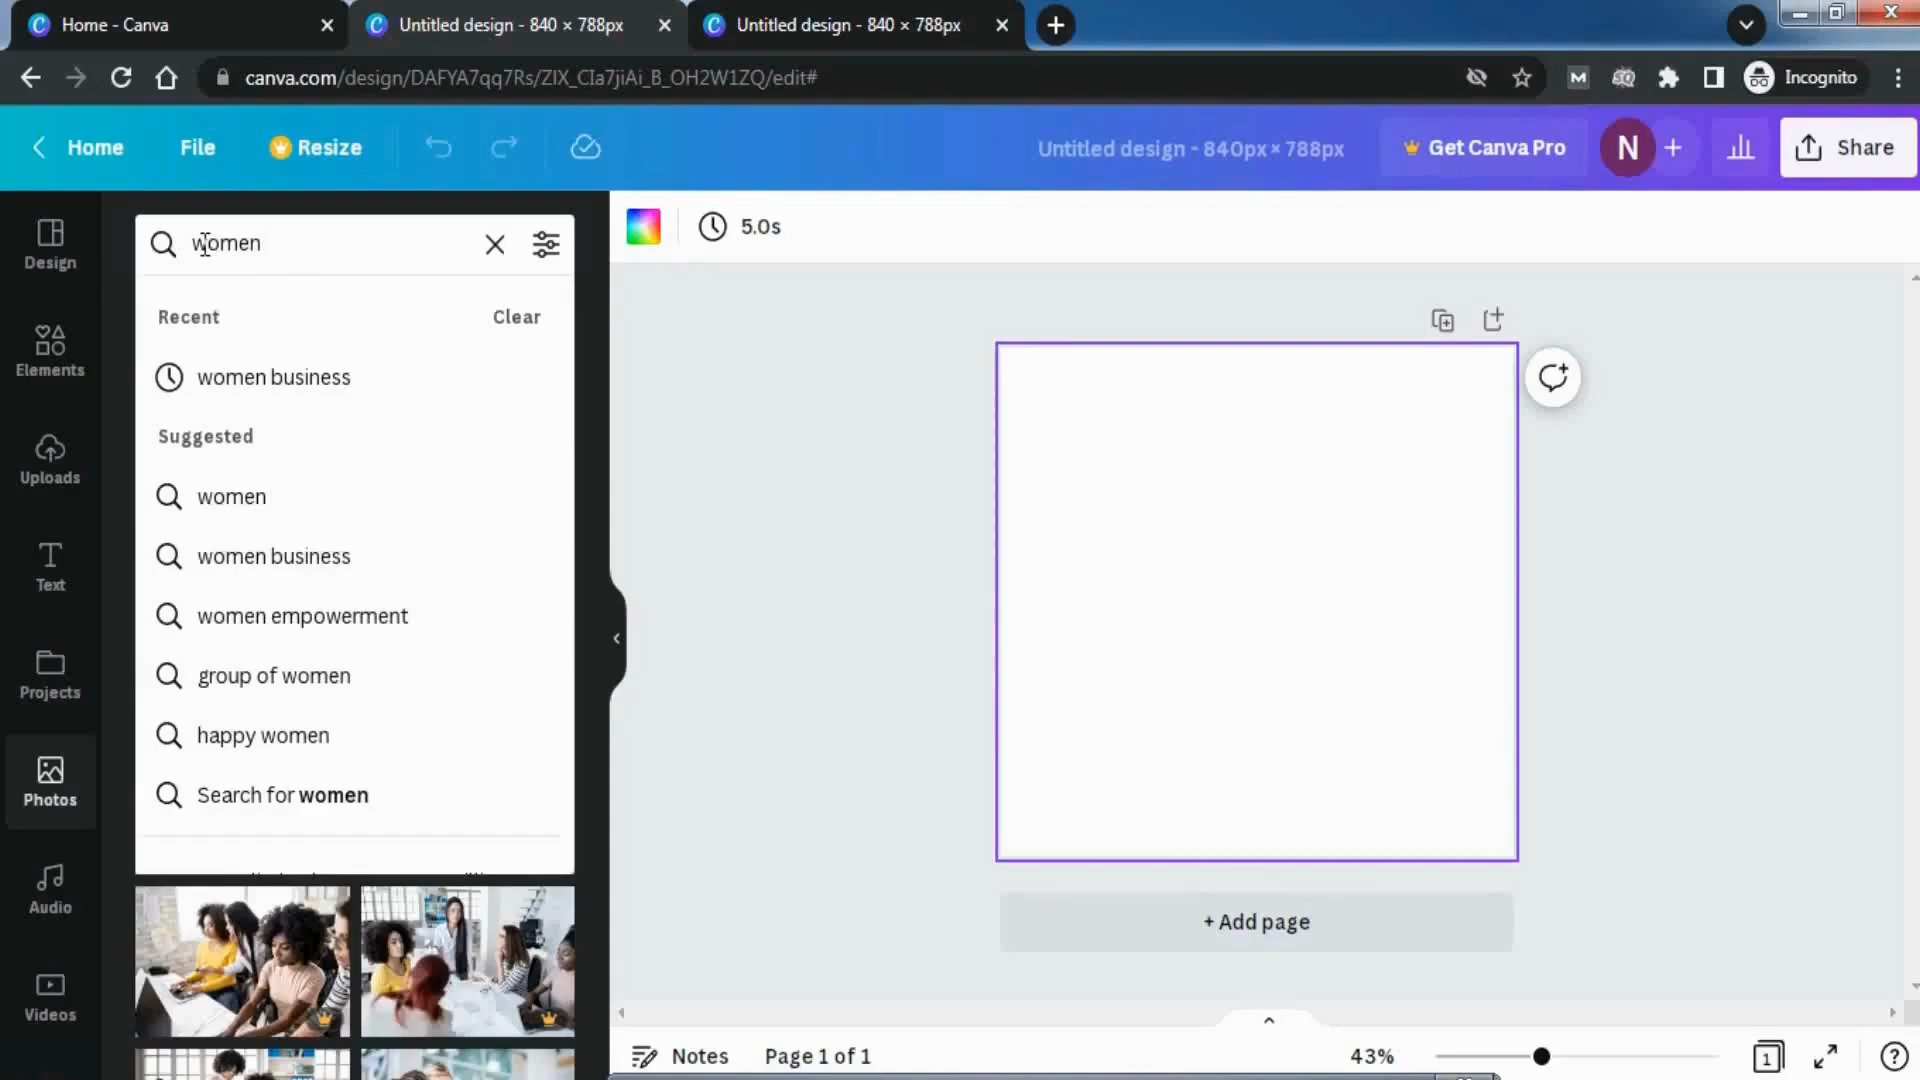 Home - Canva
Untitled design - 840 × 788px
Untitled design - 840 × 788px
canva.com/design/DAFYA7qq7Rs/ZIX_CIa7jiAi_B_OH2W1ZQ/edit#
Incognito
Home
File
Resize
Untitled design - 840px × 788px
Get Canva Pro
N
Share
Design
Elements
Uploads
Text
Projects
Photos
Audio
Videos
women
Recent
Clear
women business
Suggested
women
women business
women empowerment
group of women
happy women
Search for women
5.0s
+ Add page
Notes
Page 1 of 1
43%
1